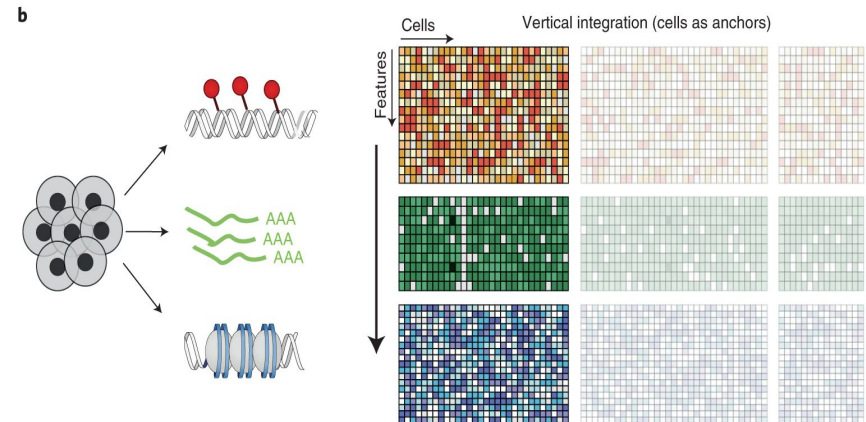 b
Cells
Vertical integration (cells as anchors)
Features
AAA
AAA
AAA